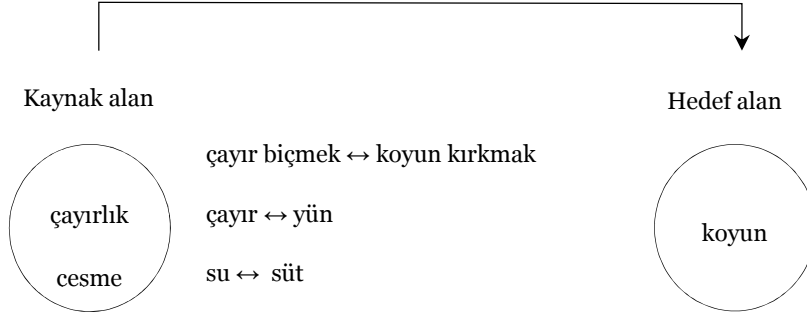 Kaynak alan
Hedef alan
çayır biçmek ↔ koyun kırkmak
çayırlık
çayır ↔ yün
koyun
cesme
su ↔ süt